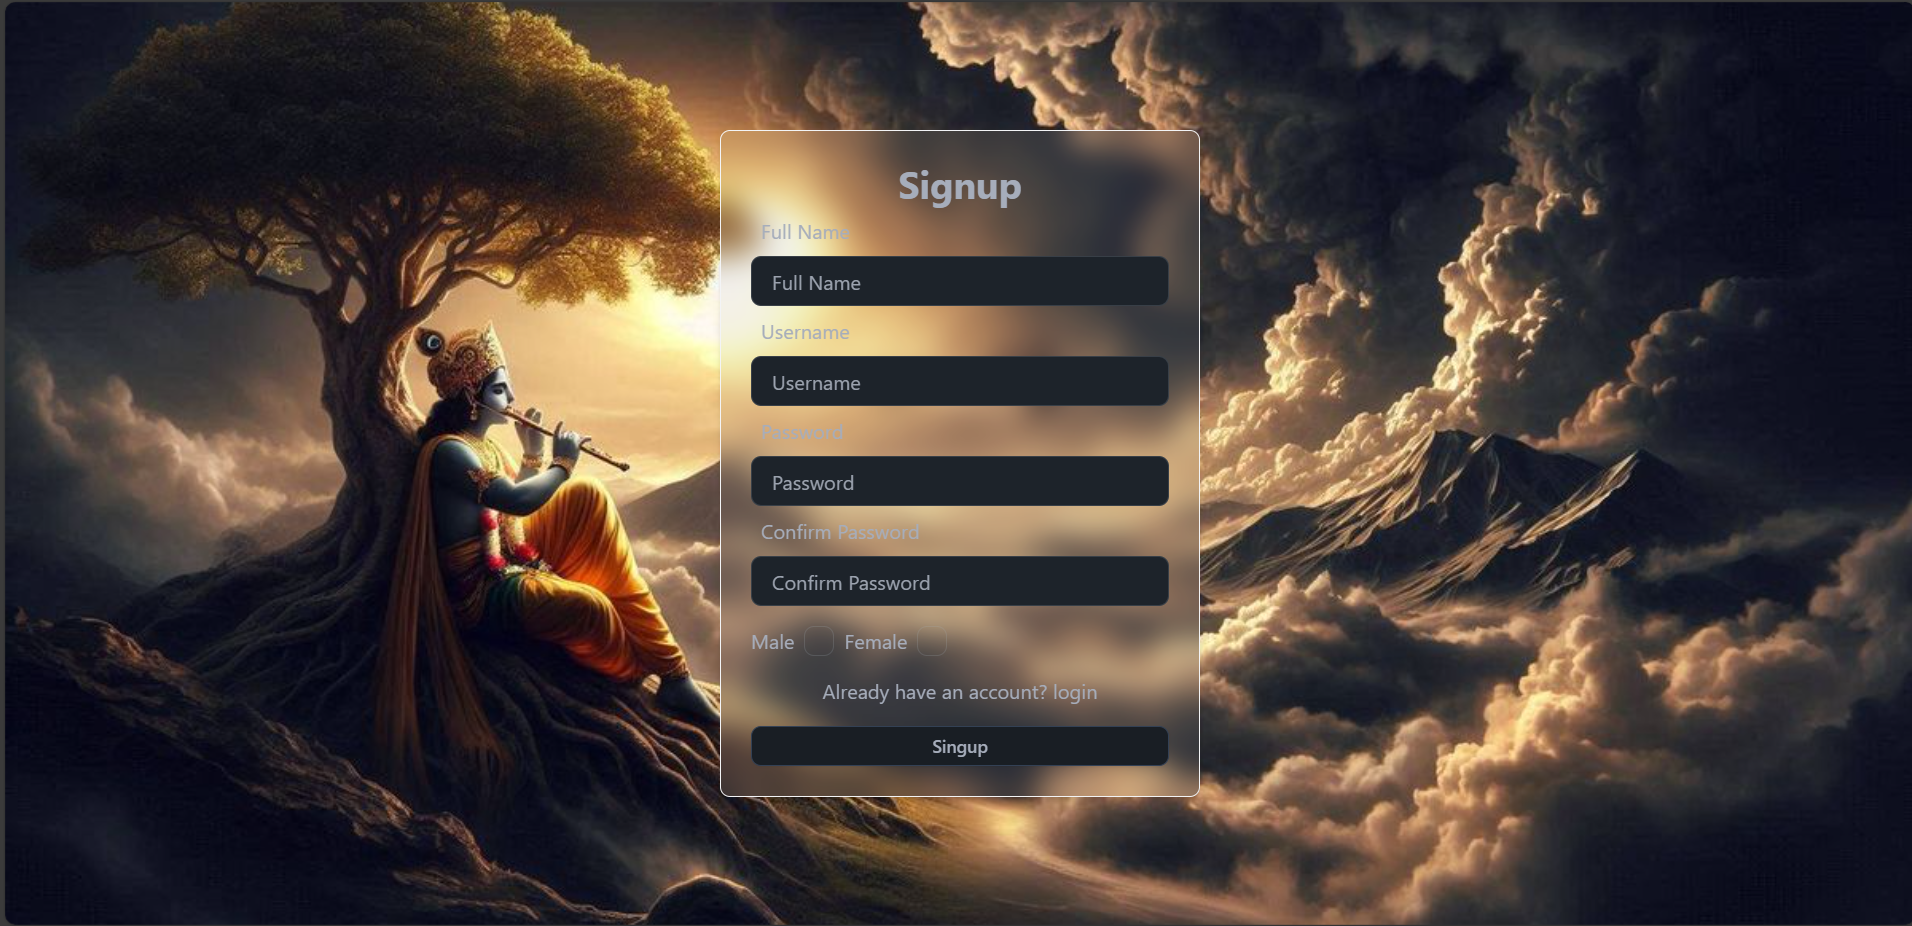 Signup
Full Name
Full Name
Username
Username
Password
Password
Confirm Password
Confirm Password
Male Female
Already have an account? login
Singup